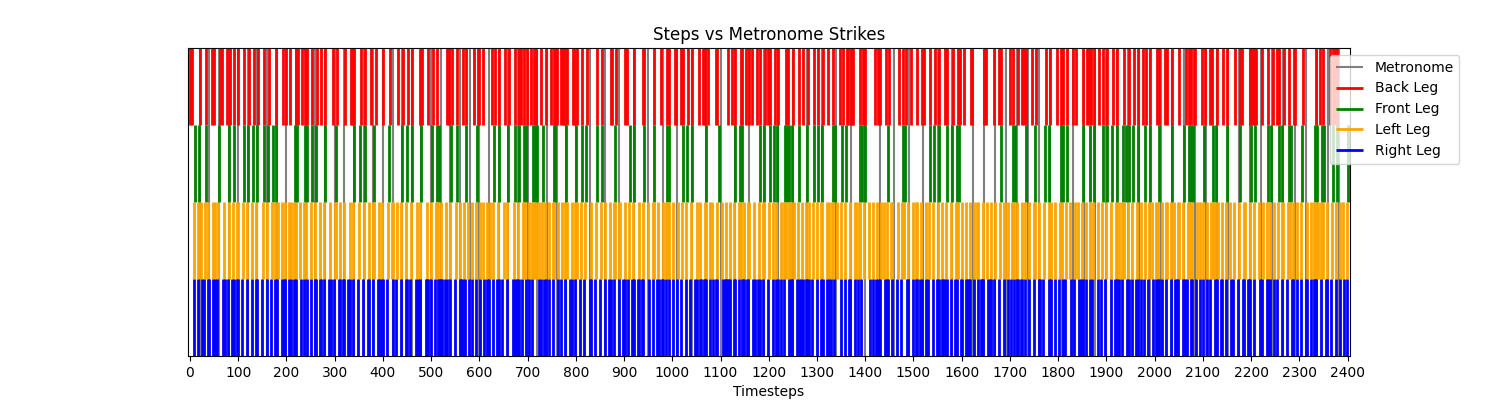 Steps vs Metronome Strikes
Metronome
Back Leg
Front Leg
Left Leg
Right Leg
0 100 200 300 400 500 600 700 800 900 1000 1100 1200 1300 1400 1500 1600 1700 1800 1900 2000 2100 2200 2300 2400
Timesteps